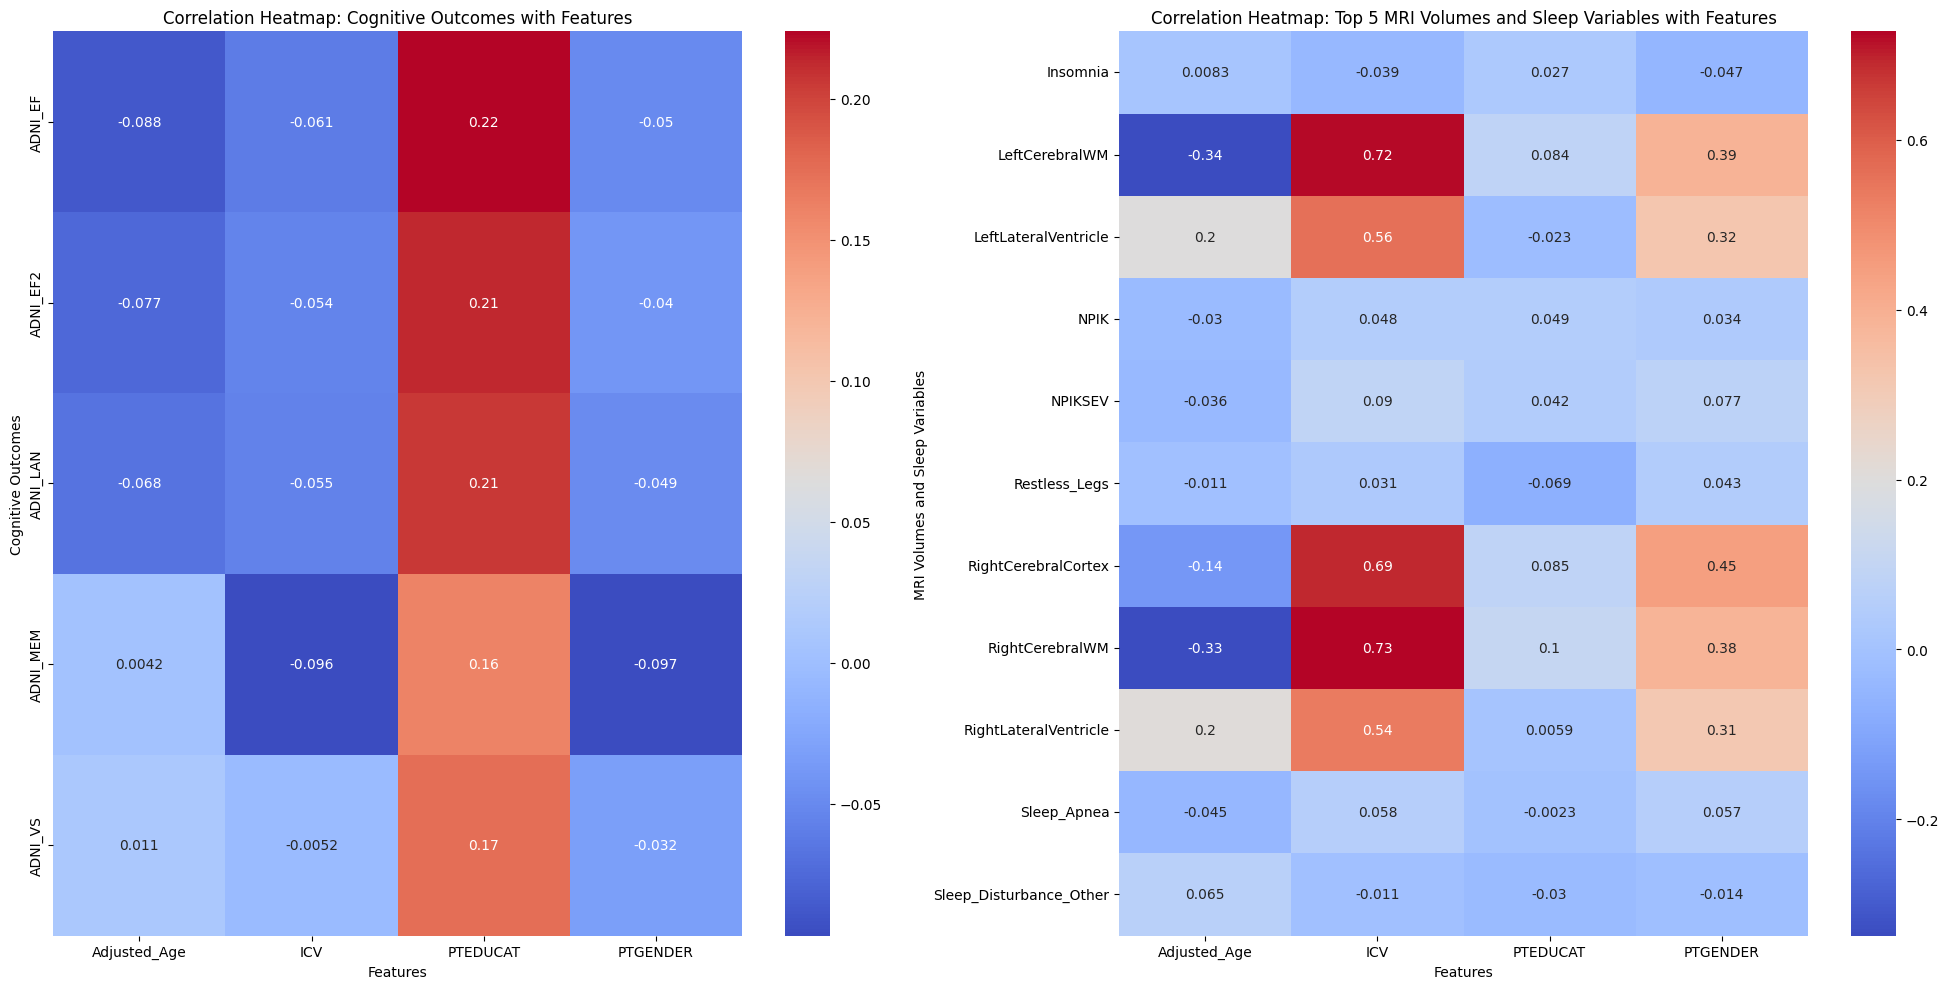 Correlation Heatmap: Cognitive Outcomes with Features
Cognitive Outcomes
ADNI_EF -0.088 -0.061 0.22 -0.05
ADNI_EF2 -0.077 -0.054 0.21 -0.04
ADNI_LAN -0.068 -0.055 0.21 -0.049
ADNI_MEM 0.0042 -0.096 0.16 -0.097
ADNI_VS 0.011 -0.0052 0.17 -0.032
Adjusted_Age ICV PTEDUCAT PTGENDER
Features
0.20
0.15
0.10
0.05
0.00
−0.05
Correlation Heatmap: Top 5 MRI Volumes and Sleep Variables with Features
MRI Volumes and Sleep Variables
Insomnia 0.0083 -0.039 0.027 -0.047
LeftCerebralWM -0.34 0.72 0.084 0.39
LeftLateralVentricle 0.2 0.56 -0.023 0.32
NPIK -0.03 0.048 0.049 0.034
NPIKSEV -0.036 0.09 0.042 0.077
Restless_Legs -0.011 0.031 -0.069 0.043
RightCerebralCortex -0.14 0.69 0.085 0.45
RightCerebralWM -0.33 0.73 0.1 0.38
RightLateralVentricle 0.2 0.54 0.0059 0.31
Sleep_Apnea -0.045 0.058 -0.0023 0.057
Sleep_Disturbance_Other 0.065 -0.011 -0.03 -0.014
Adjusted_Age ICV PTEDUCAT PTGENDER
Features
0.6
0.4
0.2
0.0
−0.2